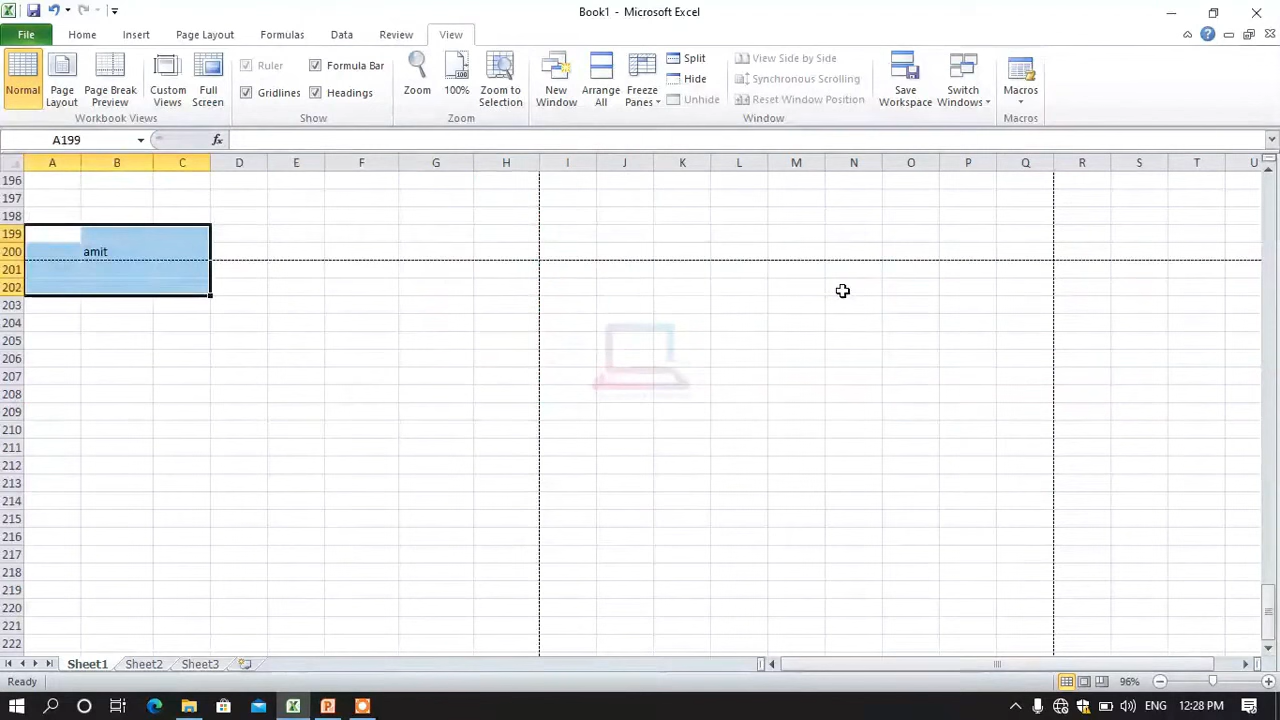 Book1 - Microsoft Excel
File Home Insert Page Layout Formulas Data Review View
Normal Page Layout Page Break Preview Custom Views Full Screen
Workbook Views
Ruler Formula Bar
Gridlines Headings
Show
Zoom 100% Zoom to Selection
Zoom
New Window Arrange All Freeze Panes
Split
Hide
Unhide
View Side by Side
Synchronous Scrolling
Reset Window Position
Save Workspace Switch Windows
Window
Macros
Macros
A199 fx
A B C D E F G H I J K L M N O P Q R S T U
196
197
198
199
200 amit
201
202
203
204
205
206
207
208
209
210
211
212
213
214
215
216
217
218
219
220
221
222
Sheet1 Sheet2 Sheet3
Ready 96%
ENG 12:28 PM